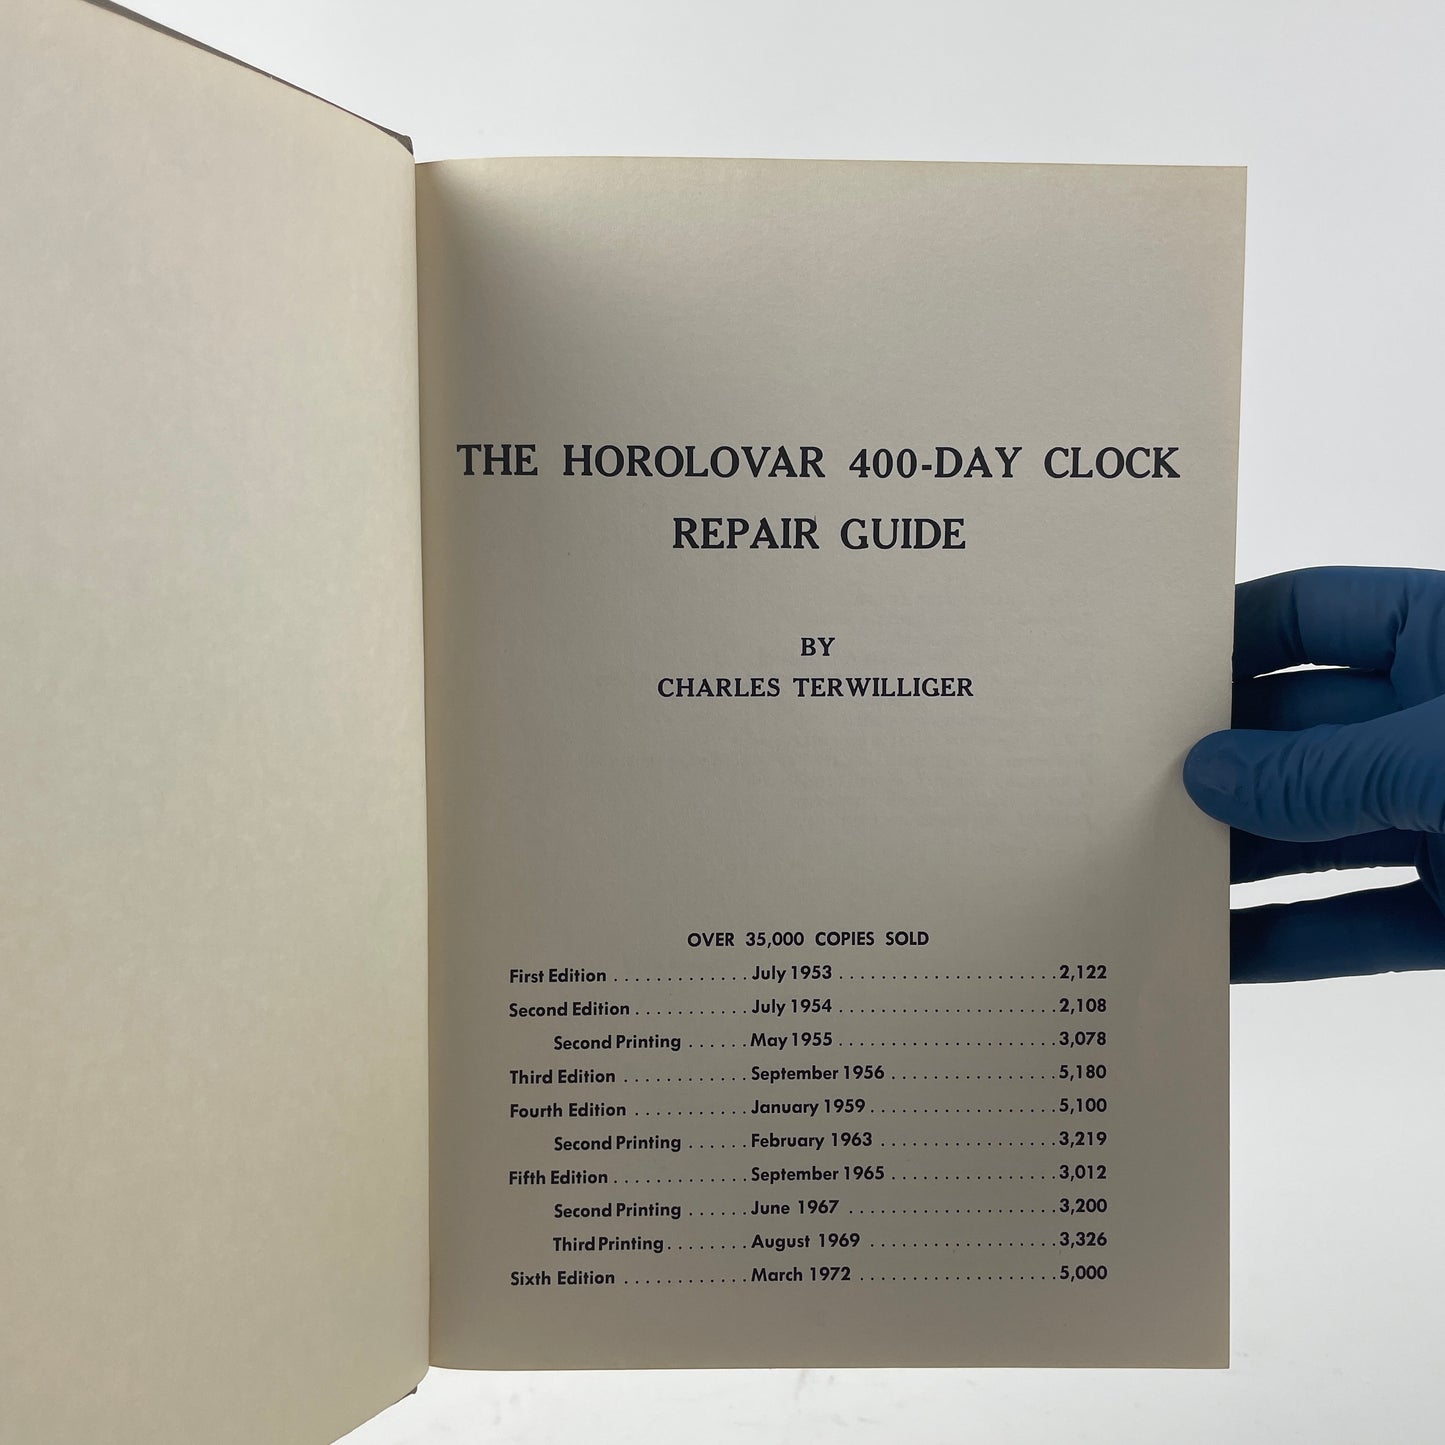 THE HOROLOVAR 400-DAY CLOCK
REPAIR GUIDE
BY
CHARLES TERWILLIGER
OVER 35,000 COPIES SOLD
First Edition . . . . . . . . . . . . . July 1953 . . . . . . . . . . . . . . . . . . . . . 2,122
Second Edition . . . . . . . . . . . July 1954 . . . . . . . . . . . . . . . . . . . . . 2,108
Second Printing . . . . . . May 1955 . . . . . . . . . . . . . . . . . . . . . 3,078
Third Edition . . . . . . . . . . . . September 1956 . . . . . . . . . . . . . . . . 5,180
Fourth Edition . . . . . . . . . . . January 1959 . . . . . . . . . . . . . . . . . . 5,100
Second Printing . . . . . . February 1963 . . . . . . . . . . . . . . . . . 3,219
Fifth Edition . . . . . . . . . . . . . September 1965 . . . . . . . . . . . . . . . . 3,012
Second Printing . . . . . . June 1967 . . . . . . . . . . . . . . . . . . . . 3,200
Third Printing . . . . . . . . August 1969 . . . . . . . . . . . . . . . . . . 3,326
Sixth Edition . . . . . . . . . . . . March 1972 . . . . . . . . . . . . . . . . . . . 5,000